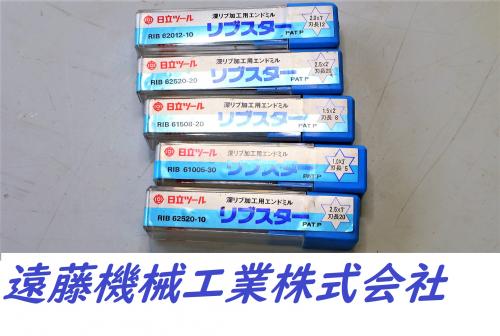 日立ツール
深リブ加工用エンドミル
2.0x1°
RIB 62012-10
リブスター
PAT.P
刃長12
日立ツール
深リブ加工用エンドミル
2.5x2°
RIB 62520-20
リブスター
PAT.P
刃長20
日立ツール
深リブ加工用エンドミル
1.5x2°
RIB 61508-20
リブスター
PAT.P
刃長 8
日立ツール
深リブ加工用エンドミル
1.0x3°
RIB 61005-30
リブスター
PAT.P
刃長 5
日立ツール
深リブ加工用エンドミル
2.5x1°
RIB 62520-10
リブスター
PAT.P
刃長20
遠藤機械工業株式会社